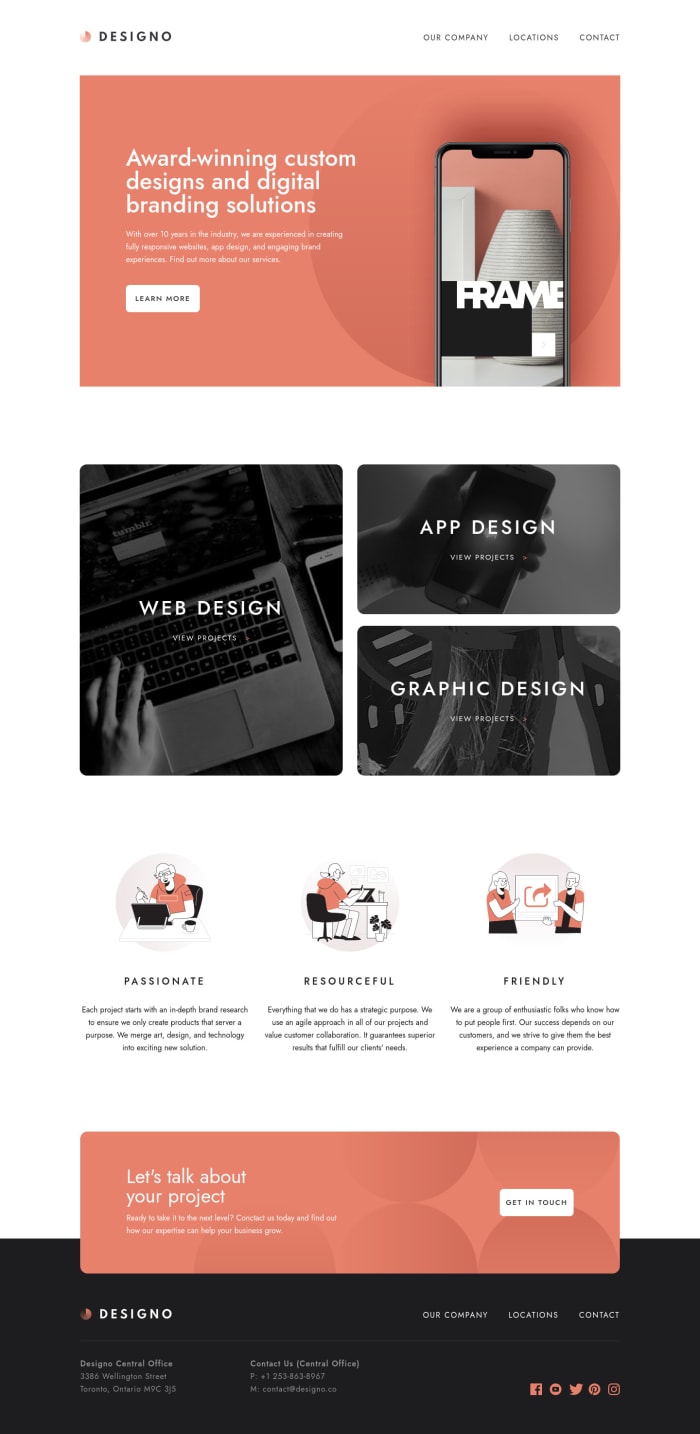 DESIGNO
OUR COMPANY LOCATIONS CONTACT
Award-winning custom
designs and digital
branding solutions
With over 10 years in the industry, we are experienced in creating
fully responsive websites, app design, and engaging brand
experiences. Find out more about our services.
LEARN MORE
FRAME
tumblr.
WEB DESIGN
VIEW PROJECTS >
APP DESIGN
VIEW PROJECTS >
GRAPHIC DESIGN
VIEW PROJECTS >
PASSIONATE
Each project starts with an in-depth brand research
to ensure we only create products that server a
purpose. We merge art, design, and technology
into exciting new solution.
RESOURCEFUL
Everything that we do has a strategic purpose. We
use an agile approach in all of our projects and
value customer collaboration. It guarantees superior
results that fulfill our clients' needs.
FRIENDLY
We are a group of enthusiastic folks who know how
to put people first. Our success depends on our
customers, and we strive to give them the best
experience a company can provide.
Let's talk about
your project
Ready to take it to the next level? Conctact us today and find out
how our expertise can help your business grow.
GET IN TOUCH
DESIGNO
OUR COMPANY LOCATIONS CONTACT
Designo Central Office
3386 Wellington Street
Toronto, Ontario M9C 3J5
Contact Us (Central Office)
P: +1 253-863-8967
M: contact@designo.co